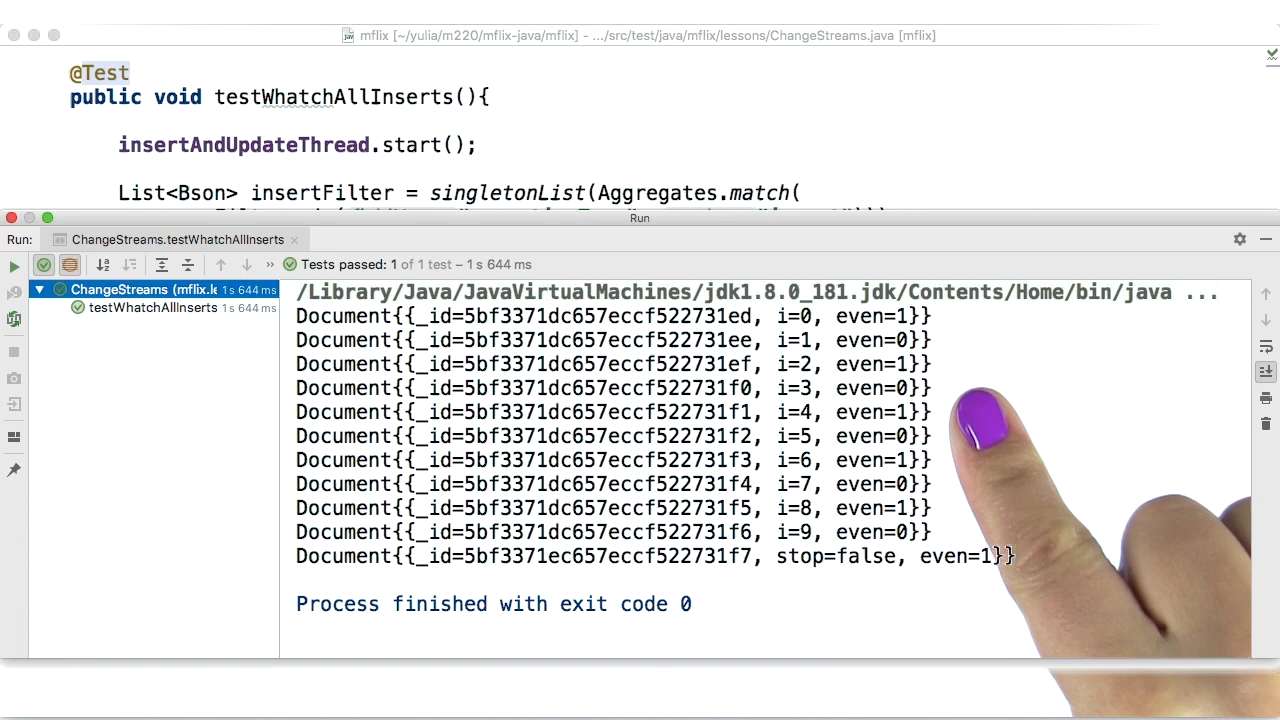 mflix [~/yulia/m220/mflix-java/mflix] - .../src/test/java/mflix/lessons/ChangeStreams.java [mflix]
@Test
public void testWhatchAllInserts(){
insertAndUpdateThread.start();
List<Bson> insertFilter = singletonList(Aggregates.match(
Run
Run: ChangeStreams.testWhatchAllInserts
Tests passed: 1 of 1 test – 1 s 644 ms
ChangeStreams (mflix.le 1 s 644 ms
testWhatchAllInserts 1 s 644 ms
/Library/Java/JavaVirtualMachines/jdk1.8.0_181.jdk/Contents/Home/bin/java ...
Document{{_id=5bf3371dc657eccf522731ed, i=0, even=1}}
Document{{_id=5bf3371dc657eccf522731ee, i=1, even=0}}
Document{{_id=5bf3371dc657eccf522731ef, i=2, even=1}}
Document{{_id=5bf3371dc657eccf522731f0, i=3, even=0}}
Document{{_id=5bf3371dc657eccf522731f1, i=4, even=1}}
Document{{_id=5bf3371dc657eccf522731f2, i=5, even=0}}
Document{{_id=5bf3371dc657eccf522731f3, i=6, even=1}}
Document{{_id=5bf3371dc657eccf522731f4, i=7, even=0}}
Document{{_id=5bf3371dc657eccf522731f5, i=8, even=1}}
Document{{_id=5bf3371dc657eccf522731f6, i=9, even=0}}
Document{{_id=5bf3371ec657eccf522731f7, stop=false, even=1}}
Process finished with exit code 0